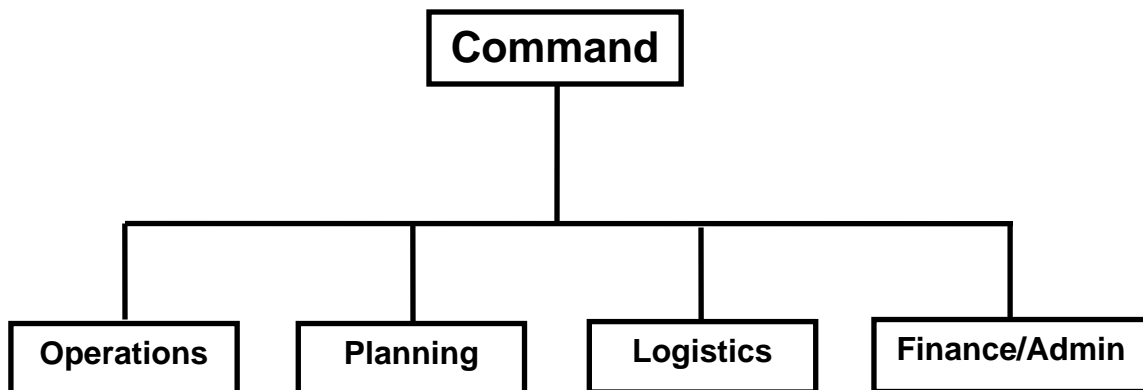 Command
Operations
Planning
Logistics
Finance/Admin